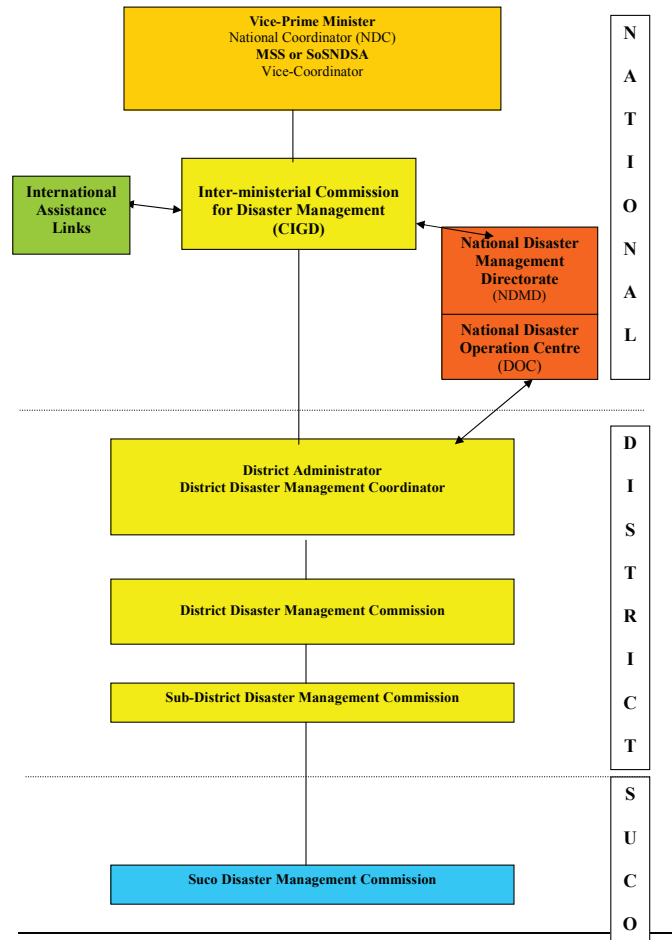 Vice-Prime Minister
National Coordinator (NDC)
MSS or SoSNDSA
Vice-Coordinator
International
Assistance
Links
Inter-ministerial Commission
for Disaster Management
(CIGD)
National Disaster
Management
Directorate
(NDMD)
National Disaster
Operation Centre
(DOC)
N
A
T
I
O
N
A
L
District Administrator
District Disaster Management Coordinator
District Disaster Management Commission
Sub-District Disaster Management Commission
D
I
S
T
R
I
C
T
Suco Disaster Management Commission
S
U
C
O